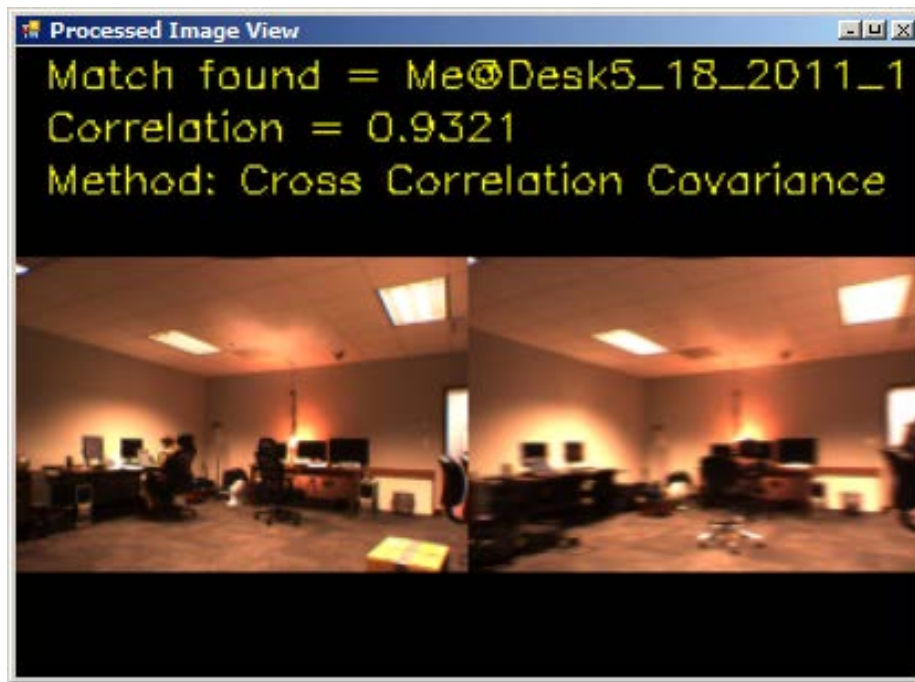 Processed Image View
Match found = Me@Desk5_18_2011_1
Correlation = 0.9321
Method: Cross Correlation Covariance